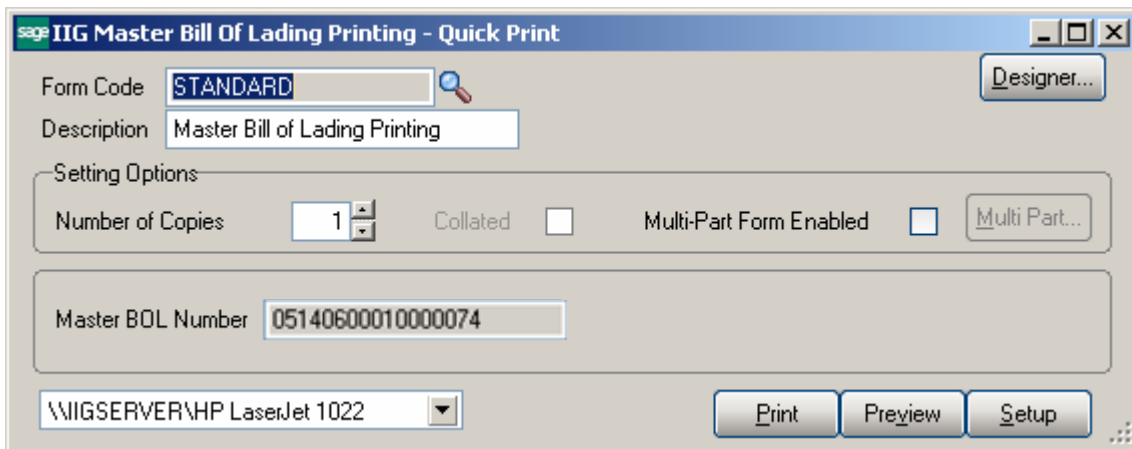 sage IIG Master Bill Of Lading Printing - Quick Print
Form Code STANDARD Designer...
Description Master Bill of Lading Printing
Setting Options
Number of Copies 1 Collated Multi-Part Form Enabled Multi Part...
Master BOL Number 05140600010000074
\\IIGSERVER\HP LaserJet 1022 Print Preview Setup